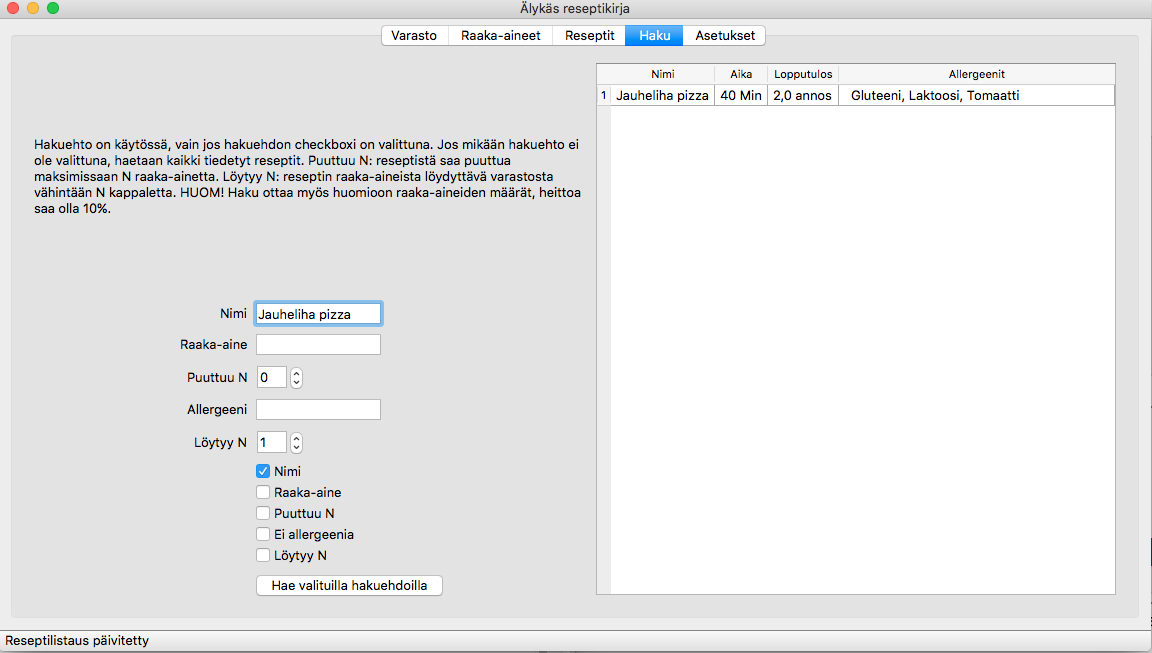 Älykäs reseptikirja
Varasto Raaka-aineet Reseptit Haku Asetukset
Hakuehto on käytössä, vain jos hakuehdon checkboxi on valittuna. Jos mikään hakuehto ei
ole valittuna, haetaan kaikki tiedetyt reseptit. Puuttuu N: reseptistä saa puuttua
maksimissaan N raaka-ainetta. Löytyy N: reseptin raaka-aineista löydyttävä varastosta
vähintään N kappaletta. HUOM! Haku ottaa myös huomioon raaka-aineiden määrät, heittoa
saa olla 10%.
Nimi Jauheliha pizza
Raaka-aine
Puuttuu N 0
Allergeeni
Löytyy N 1
Nimi
Raaka-aine
Puuttuu N
Ei allergeenia
Löytyy N
Hae valituilla hakuehdoilla
Nimi Aika Lopputulos Allergeenit
1 Jauheliha pizza 40 Min 2,0 annos Gluteeni, Laktoosi, Tomaatti
Reseptilistaus päivitetty